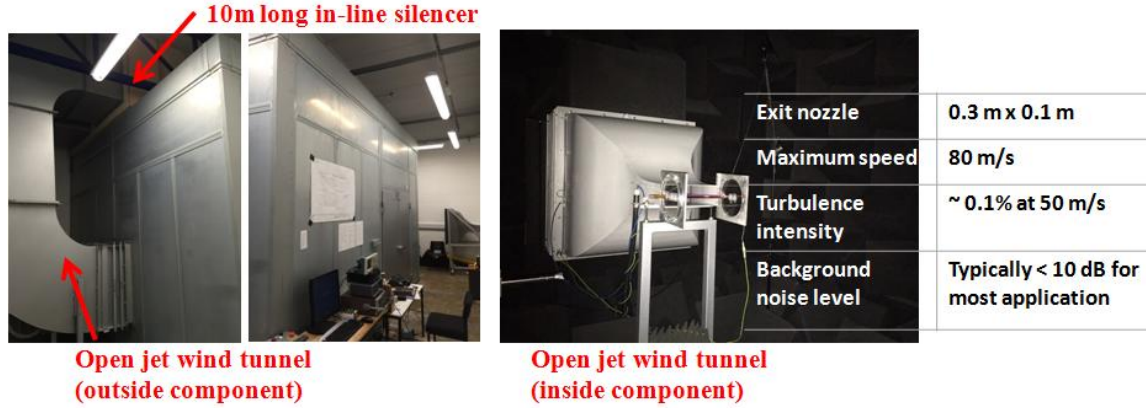 10m long in-line silencer
Exit nozzle
0.3 m x 0.1 m
Maximum speed
80 m/s
Turbulence
intensity
~ 0.1% at 50 m/s
Background
noise level
Typically < 10 dB for
most application
Open jet wind tunnel
(outside component)
Open jet wind tunnel
(inside component)